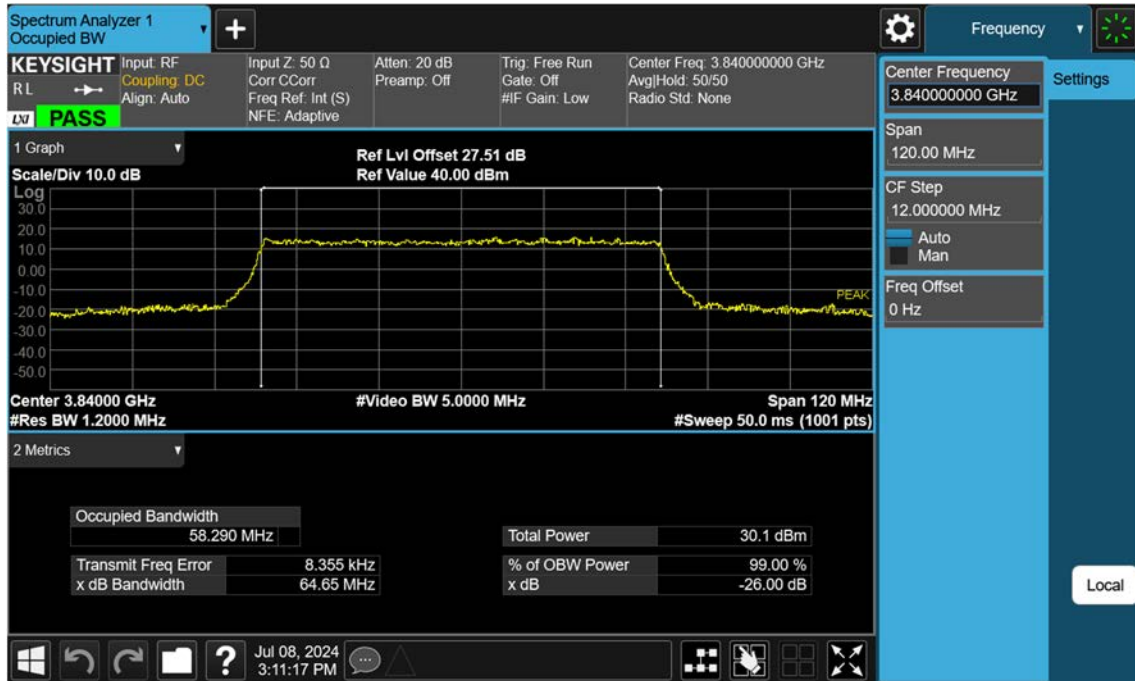 Spectrum Analyzer 1
Occupied BW
Frequency
KEYSIGHT
RL
LXI PASS
Input: RF
Coupling: DC
Align: Auto
Input Z: 50 Ω
Corr CCorr
Freq Ref: Int (S)
NFE: Adaptive
Atten: 20 dB
Preamp: Off
Trig: Free Run
Gate: Off
#IF Gain: Low
Center Freq: 3.840000000 GHz
Avg|Hold: 50/50
Radio Std: None
1 Graph
Scale/Div 10.0 dB
Ref Lvl Offset 27.51 dB
Ref Value 40.00 dBm
Log
30.0
20.0
10.0
0.00
-10.0
-20.0
-30.0
-40.0
-50.0
PEAK
Center 3.84000 GHz
#Video BW 5.0000 MHz
Span 120 MHz
#Res BW 1.2000 MHz
#Sweep 50.0 ms (1001 pts)
2 Metrics
Occupied Bandwidth
58.290 MHz
Total Power 30.1 dBm
Transmit Freq Error 8.355 kHz
% of OBW Power 99.00 %
x dB Bandwidth 64.65 MHz
x dB -26.00 dB
Center Frequency
3.840000000 GHz
Settings
Span
120.00 MHz
CF Step
12.000000 MHz
Auto
Man
Freq Offset
0 Hz
Local
?
Jul 08, 2024
3:11:17 PM